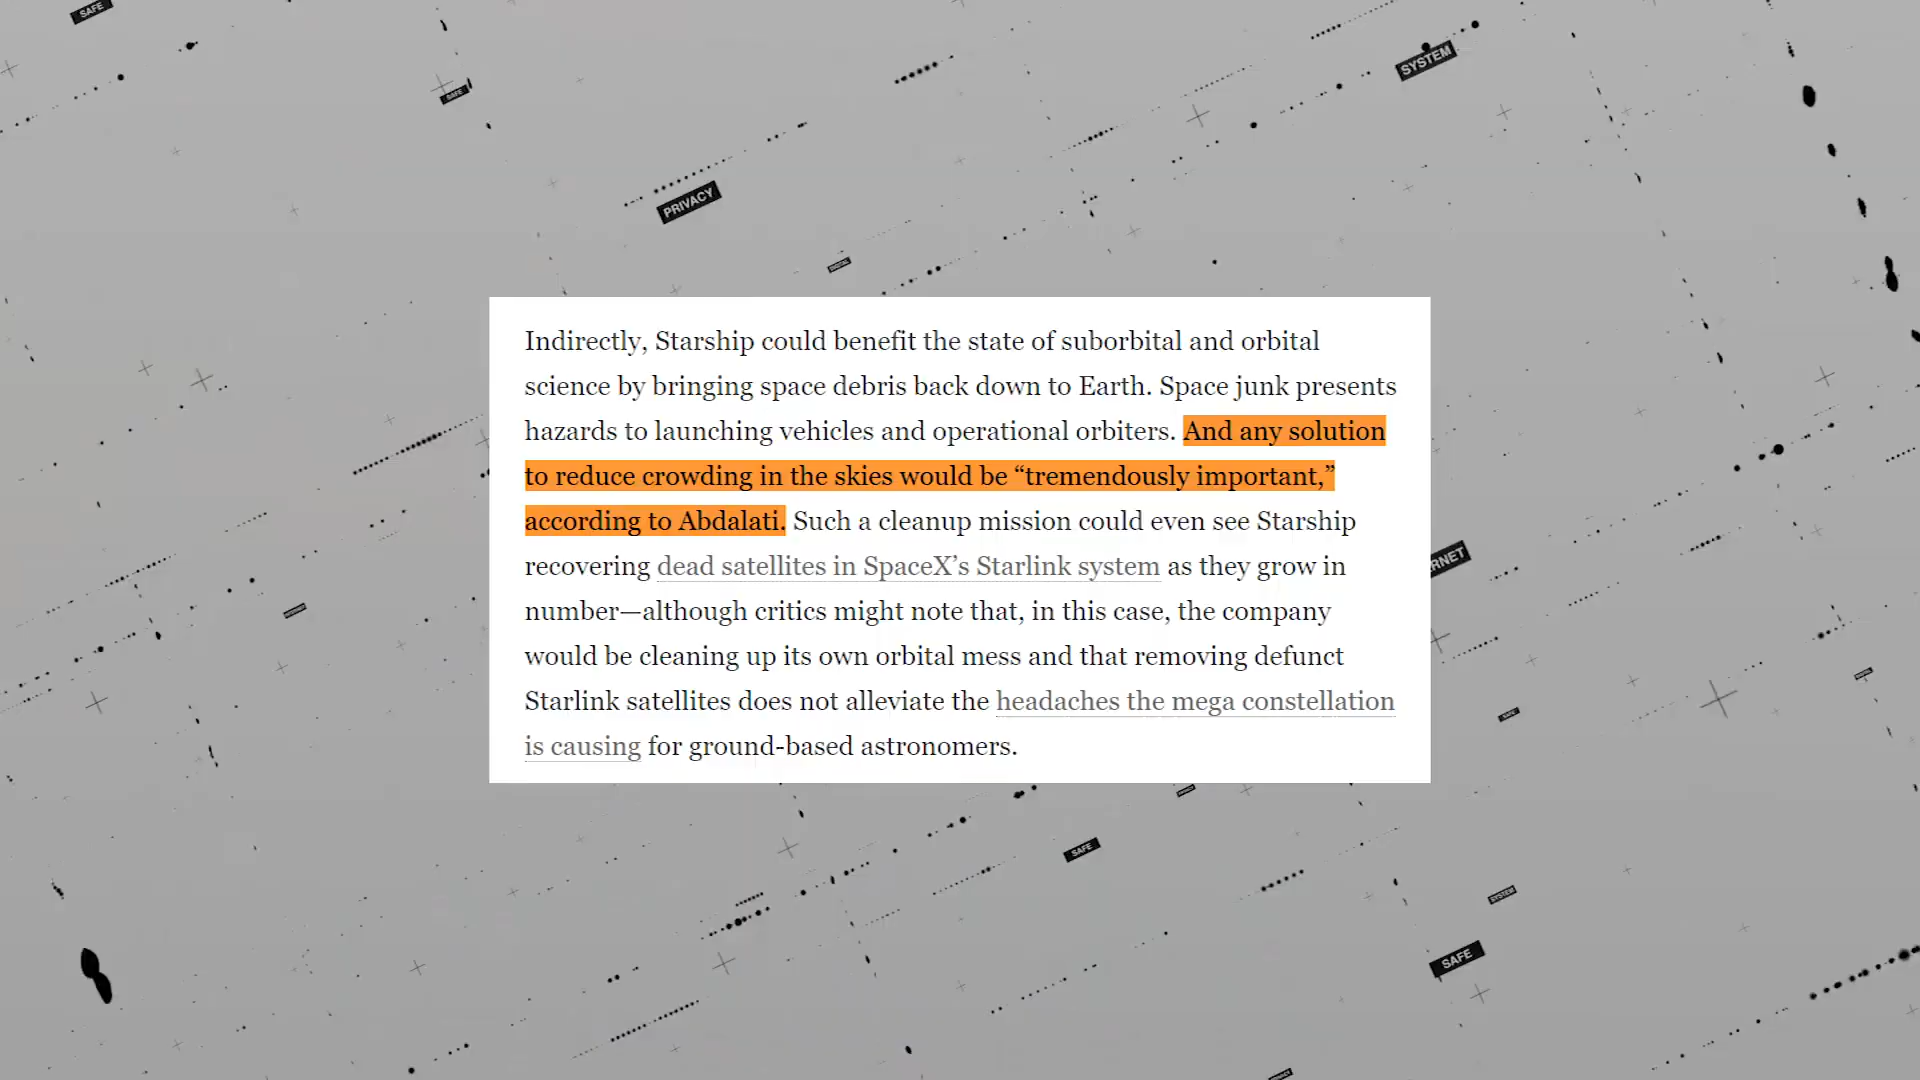 SAFE
SYSTEM
SAFE
PRIVACY
Indirectly, Starship could benefit the state of suborbital and orbital
science by bringing space debris back down to Earth. Space junk presents
hazards to launching vehicles and operational orbiters. And any solution
to reduce crowding in the skies would be “tremendously important,”
according to Abdalati. Such a cleanup mission could even see Starship
recovering dead satellites in SpaceX’s Starlink system as they grow in
number—although critics might note that, in this case, the company
would be cleaning up its own orbital mess and that removing defunct
Starlink satellites does not alleviate the headaches the mega constellation
is causing for ground-based astronomers.
RNET
SAFE
SAFE
SYSTEM
SAFE